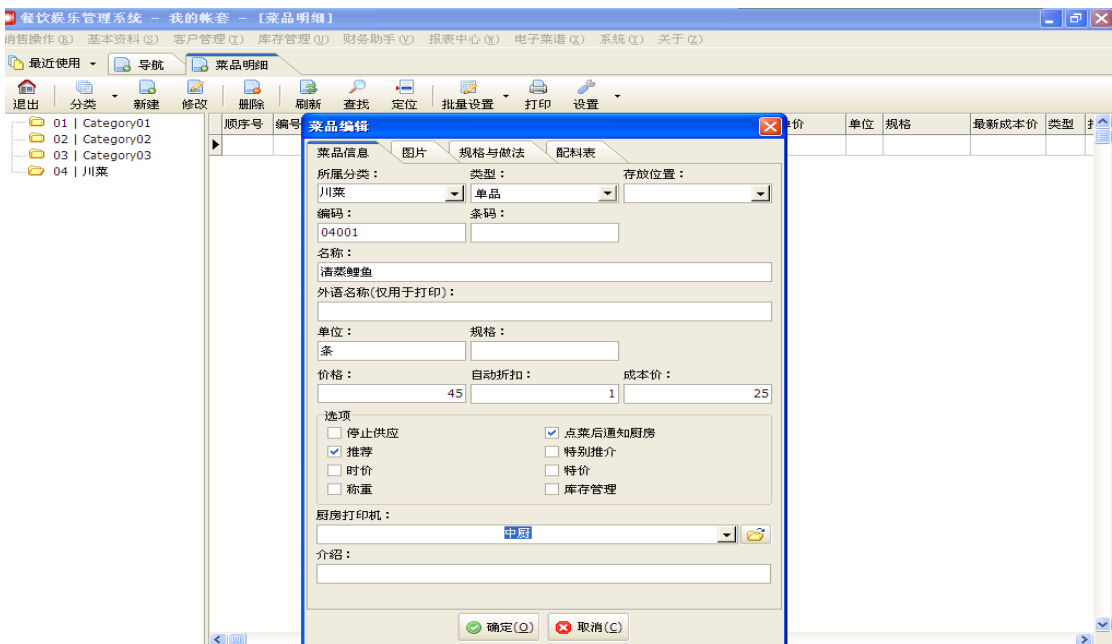 餐饮娱乐管理系统 - 我的帐套 - [菜品明细]
销售操作(R) 基本资料(S) 客户管理(T) 库存管理(U) 财务助手(V) 报表中心(W) 电子菜谱(X) 系统(Y) 关于(Z)
最近使用 导航 菜品明细
退出 分类 新建 修改 删除 刷新 查找 定位 批量设置 打印 设置
01 | Category01
02 | Category02
03 | Category03
04 | 川菜
顺序号 编号 单价 单位 规格 最新成本价 类型
菜品编辑
菜品信息 图片 规格与做法 配料表
所属分类： 类型： 存放位置：
川菜 单品
编码： 条码：
04001
名称：
清蒸鲤鱼
外语名称(仅用于打印)：
单位： 规格：
条
价格： 自动折扣： 成本价：
45 1 25
选项
停止供应 点菜后通知厨房
推荐 特别推介
时价 特价
称重 库存管理
厨房打印机：
中厨
介绍：
确定(O) 取消(C)